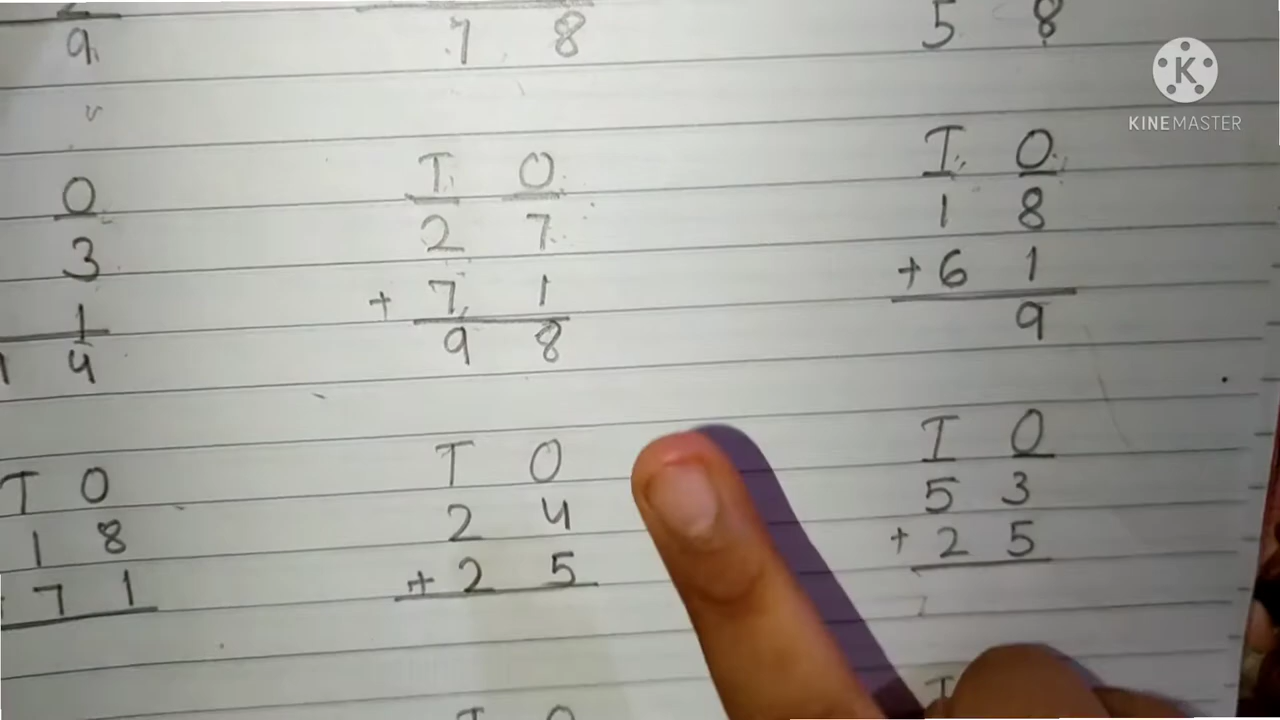 9 7 8 5 8
O T O T O
3 2 7 1 8
1 + 7 1 + 6 1
1 4 9 8 9
T O T O T O
1 8 2 4 5 3
7 1 + 2 5 + 2 5
T O T
KINEMASTER